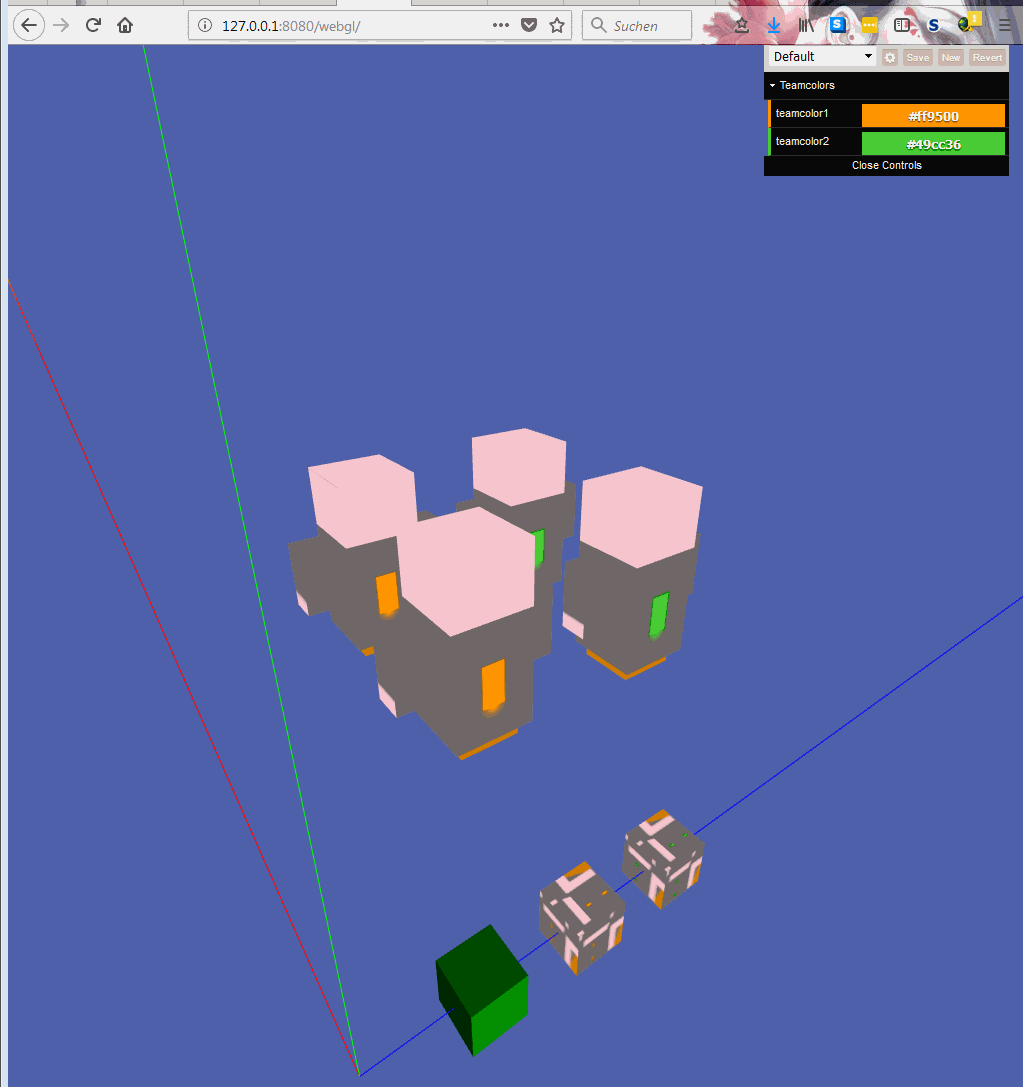 127.0.0.1:8080/webgl/
Suchen
Default
Save
New
Revert
Teamcolors
teamcolor1
#ff9500
teamcolor2
#49cc36
Close Controls